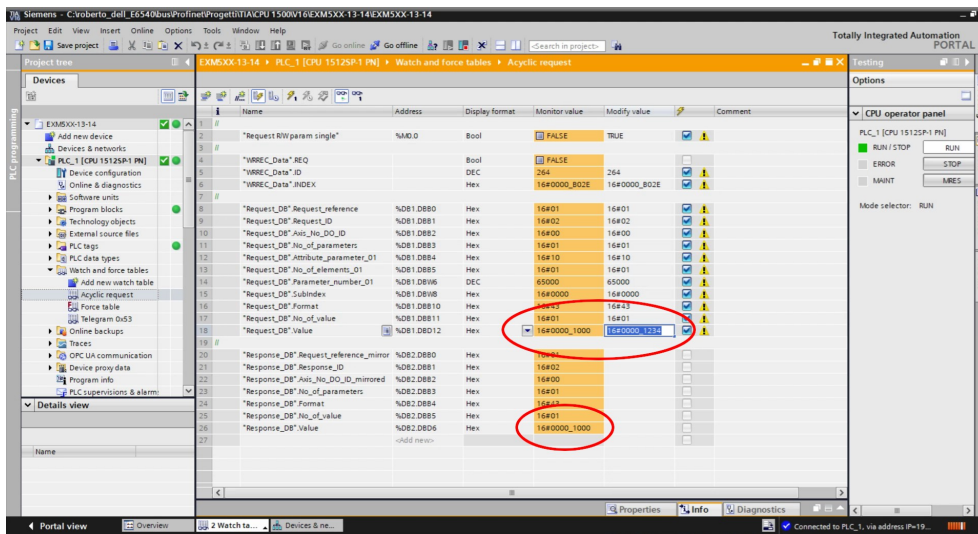 Siemens - C:\roberto_dell_E6540\bus\Profinet\Progetti\TIA\CPU 1500\V16\EXM5XX-13-14\EXM5XX-13-14
Project Edit View Insert Online Options Tools Window Help
Totally Integrated Automation
PORTAL
Save project
Go online
Go offline
<Search in project>
Project tree
EXM5XX-13-14 PLC_1 [CPU 1512SP-1 PN] Watch and force tables Acyclic request
Testing
Devices
Options
PLC programming
i Name Address Display format Monitor value Modify value Comment
CPU operator panel
PLC_1 [CPU 1512SP-1 PN]
RUN / STOP RUN
ERROR STOP
MAINT MRES
Mode selector: RUN
EXM5XX-13-14
Add new device
Devices & networks
PLC_1 [CPU 1512SP-1 PN]
Device configuration
Online & diagnostics
Software units
Program blocks
Technology objects
External source files
PLC tags
PLC data types
Watch and force tables
Add new watch table
Acyclic request
Force table
Telegram 0x53
Online backups
Traces
OPC UA communication
Device proxy data
Program info
PLC supervisions & alarms
Details view
Name
1 //
2 "Request R/W param single" %M0.0 Bool FALSE TRUE
3 //
4 "WRREC_Data".REQ Bool FALSE
5 "WRREC_Data".ID DEC 264 264
6 "WRREC_Data".INDEX Hex 16#0000_B02E 16#0000_B02E
7 //
8 "Request_DB".Request_reference %DB1.DBB0 Hex 16#01 16#01
9 "Request_DB".Request_ID %DB1.DBB1 Hex 16#02 16#02
10 "Request_DB".Axis_No_DO_ID %DB1.DBB2 Hex 16#00 16#00
11 "Request_DB".No_of_parameters %DB1.DBB3 Hex 16#01 16#01
12 "Request_DB".Attribute_parameter_01 %DB1.DBB4 Hex 16#10 16#10
13 "Request_DB".No_of_elements_01 %DB1.DBB5 Hex 16#01 16#01
14 "Request_DB".Parameter_number_01 %DB1.DBW6 DEC 65000 65000
15 "Request_DB".SubIndex %DB1.DBW8 Hex 16#0000 16#0000
16 "Request_DB".Format %DB1.DBB10 Hex 16#43 16#43
17 "Request_DB".No_of_value %DB1.DBB11 Hex 16#01 16#01
18 "Request_DB".Value %DB1.DBD12 Hex 16#0000_1000 16#0000_1234
19 //
20 "Response_DB".Request_reference_mirror %DB2.DBB0 Hex 16#01
21 "Response_DB".Response_ID %DB2.DBB1 Hex 16#02
22 "Response_DB".Axis_No_DO_ID_mirrored %DB2.DBB2 Hex 16#00
23 "Response_DB".No_of_parameters %DB2.DBB3 Hex 16#01
24 "Response_DB".Format %DB2.DBB4 Hex 16#43
25 "Response_DB".No_of_value %DB2.DBB5 Hex 16#01
26 "Response_DB".Value %DB2.DBD6 Hex 16#0000_1000
27 <Add new>
Properties Info Diagnostics
Portal view Overview 2 Watch ta... Devices & ne...
Connected to PLC_1, via address IP=19...